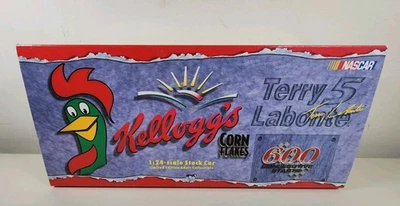 NASCAR
Terry 5
Labonte
Kellogg's
CORN
FLAKES
1:24-scale Stock Car
600